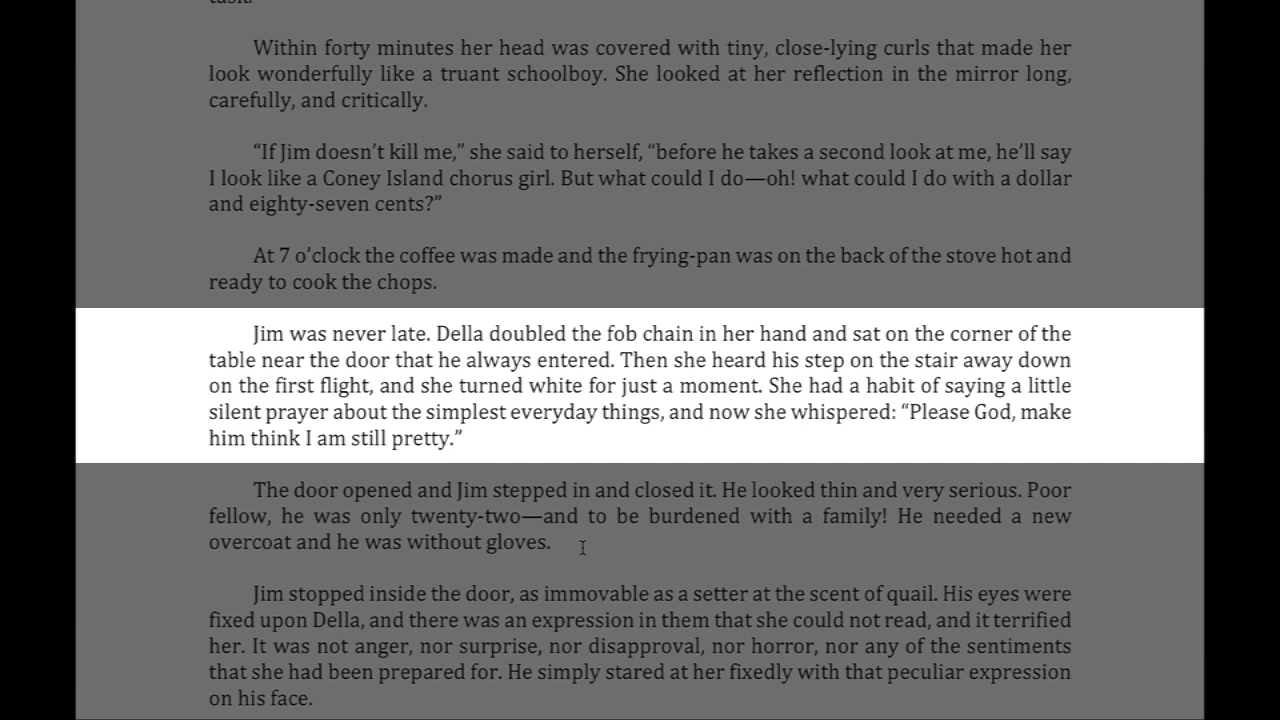 task.
Within forty minutes her head was covered with tiny, close-lying curls that made her
look wonderfully like a truant schoolboy. She looked at her reflection in the mirror long,
carefully, and critically.
“If Jim doesn’t kill me,” she said to herself, “before he takes a second look at me, he’ll say
I look like a Coney Island chorus girl. But what could I do—oh! what could I do with a dollar
and eighty-seven cents?”
At 7 o’clock the coffee was made and the frying-pan was on the back of the stove hot and
ready to cook the chops.
Jim was never late. Della doubled the fob chain in her hand and sat on the corner of the
table near the door that he always entered. Then she heard his step on the stair away down
on the first flight, and she turned white for just a moment. She had a habit of saying a little
silent prayer about the simplest everyday things, and now she whispered: “Please God, make
him think I am still pretty.”
The door opened and Jim stepped in and closed it. He looked thin and very serious. Poor
fellow, he was only twenty-two—and to be burdened with a family! He needed a new
overcoat and he was without gloves.
Jim stopped inside the door, as immovable as a setter at the scent of quail. His eyes were
fixed upon Della, and there was an expression in them that she could not read, and it terrified
her. It was not anger, nor surprise, nor disapproval, nor horror, nor any of the sentiments
that she had been prepared for. He simply stared at her fixedly with that peculiar expression
on his face.